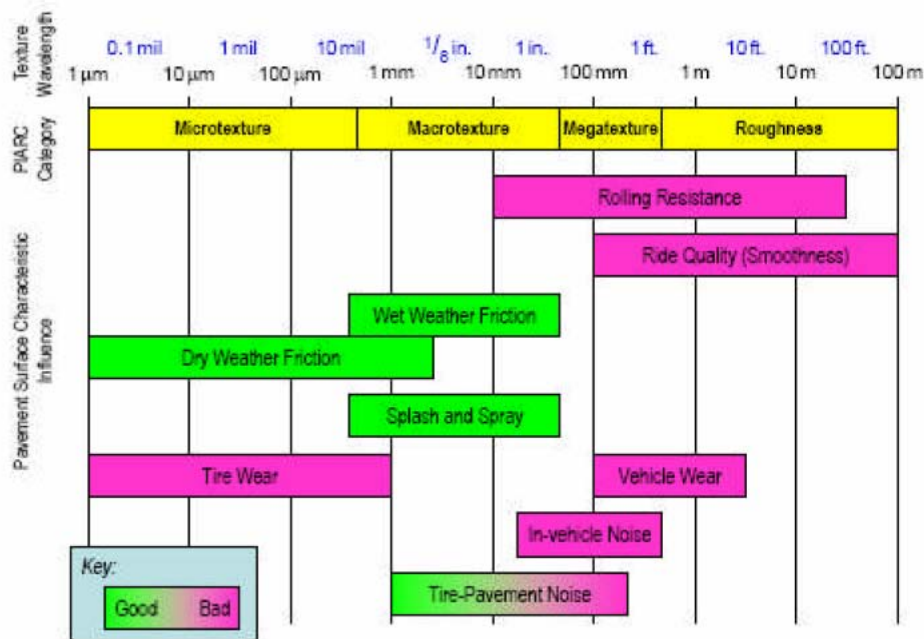 Texture
Wavelength
0.1 mil 1 mil 10 mil 1/8 in. 1 in. 1 ft. 10 ft. 100 ft.
1 µm 10 µm 100 µm 1 mm 10 mm 100 mm 1 m 10 m 100 m
PIARC
Category
Microtexture Macrotexture Megatexture Roughness
Pavement Surface Characteristic
Influence
Rolling Resistance
Ride Quality (Smoothness)
Wet Weather Friction
Dry Weather Friction
Splash and Spray
Tire Wear Vehicle Wear
In-vehicle Noise
Tire-Pavement Noise
Key:
Good Bad